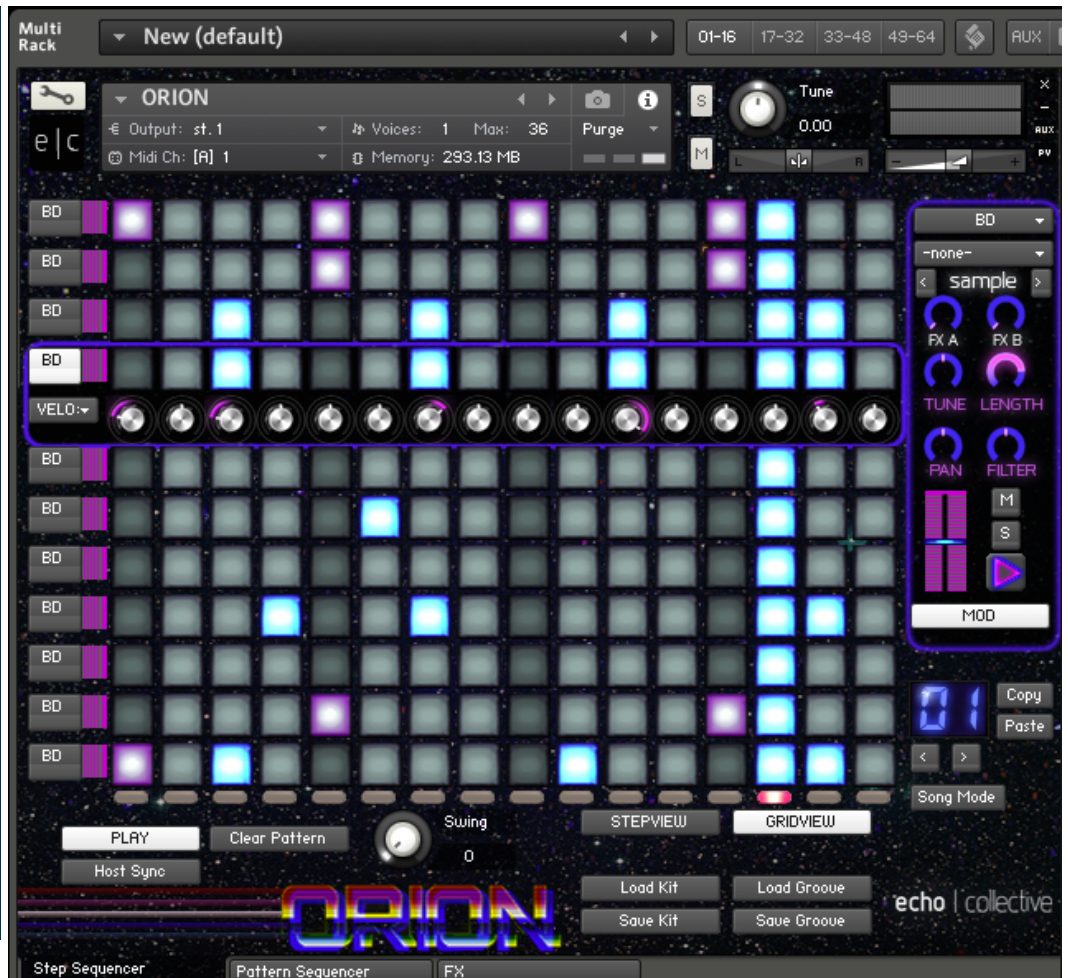 Multi Rack
New (default)
01-16 17-32 33-48 49-64 AUX
ORION
Output: st.1 Voices: 1 Max: 36 Purge
Midi Ch: [A] 1 Memory: 293.13 MB
e|c
S
M
Tune
0.00
L R
- +
×
-
AUX
PV
BD
BD
BD
BD
VELO:
BD
BD
BD
BD
BD
BD
BD
BD
-none-
< sample >
FX A FX B
TUNE LENGTH
PAN FILTER
M
S
MOD
01
Copy
Paste
< >
Song Mode
PLAY Clear Pattern
Host Sync
Swing
0
STEPVIEW GRIDVIEW
Load Kit Load Groove
Save Kit Save Groove
ORION
echo | collective
Step Sequencer Pattern Sequencer FX